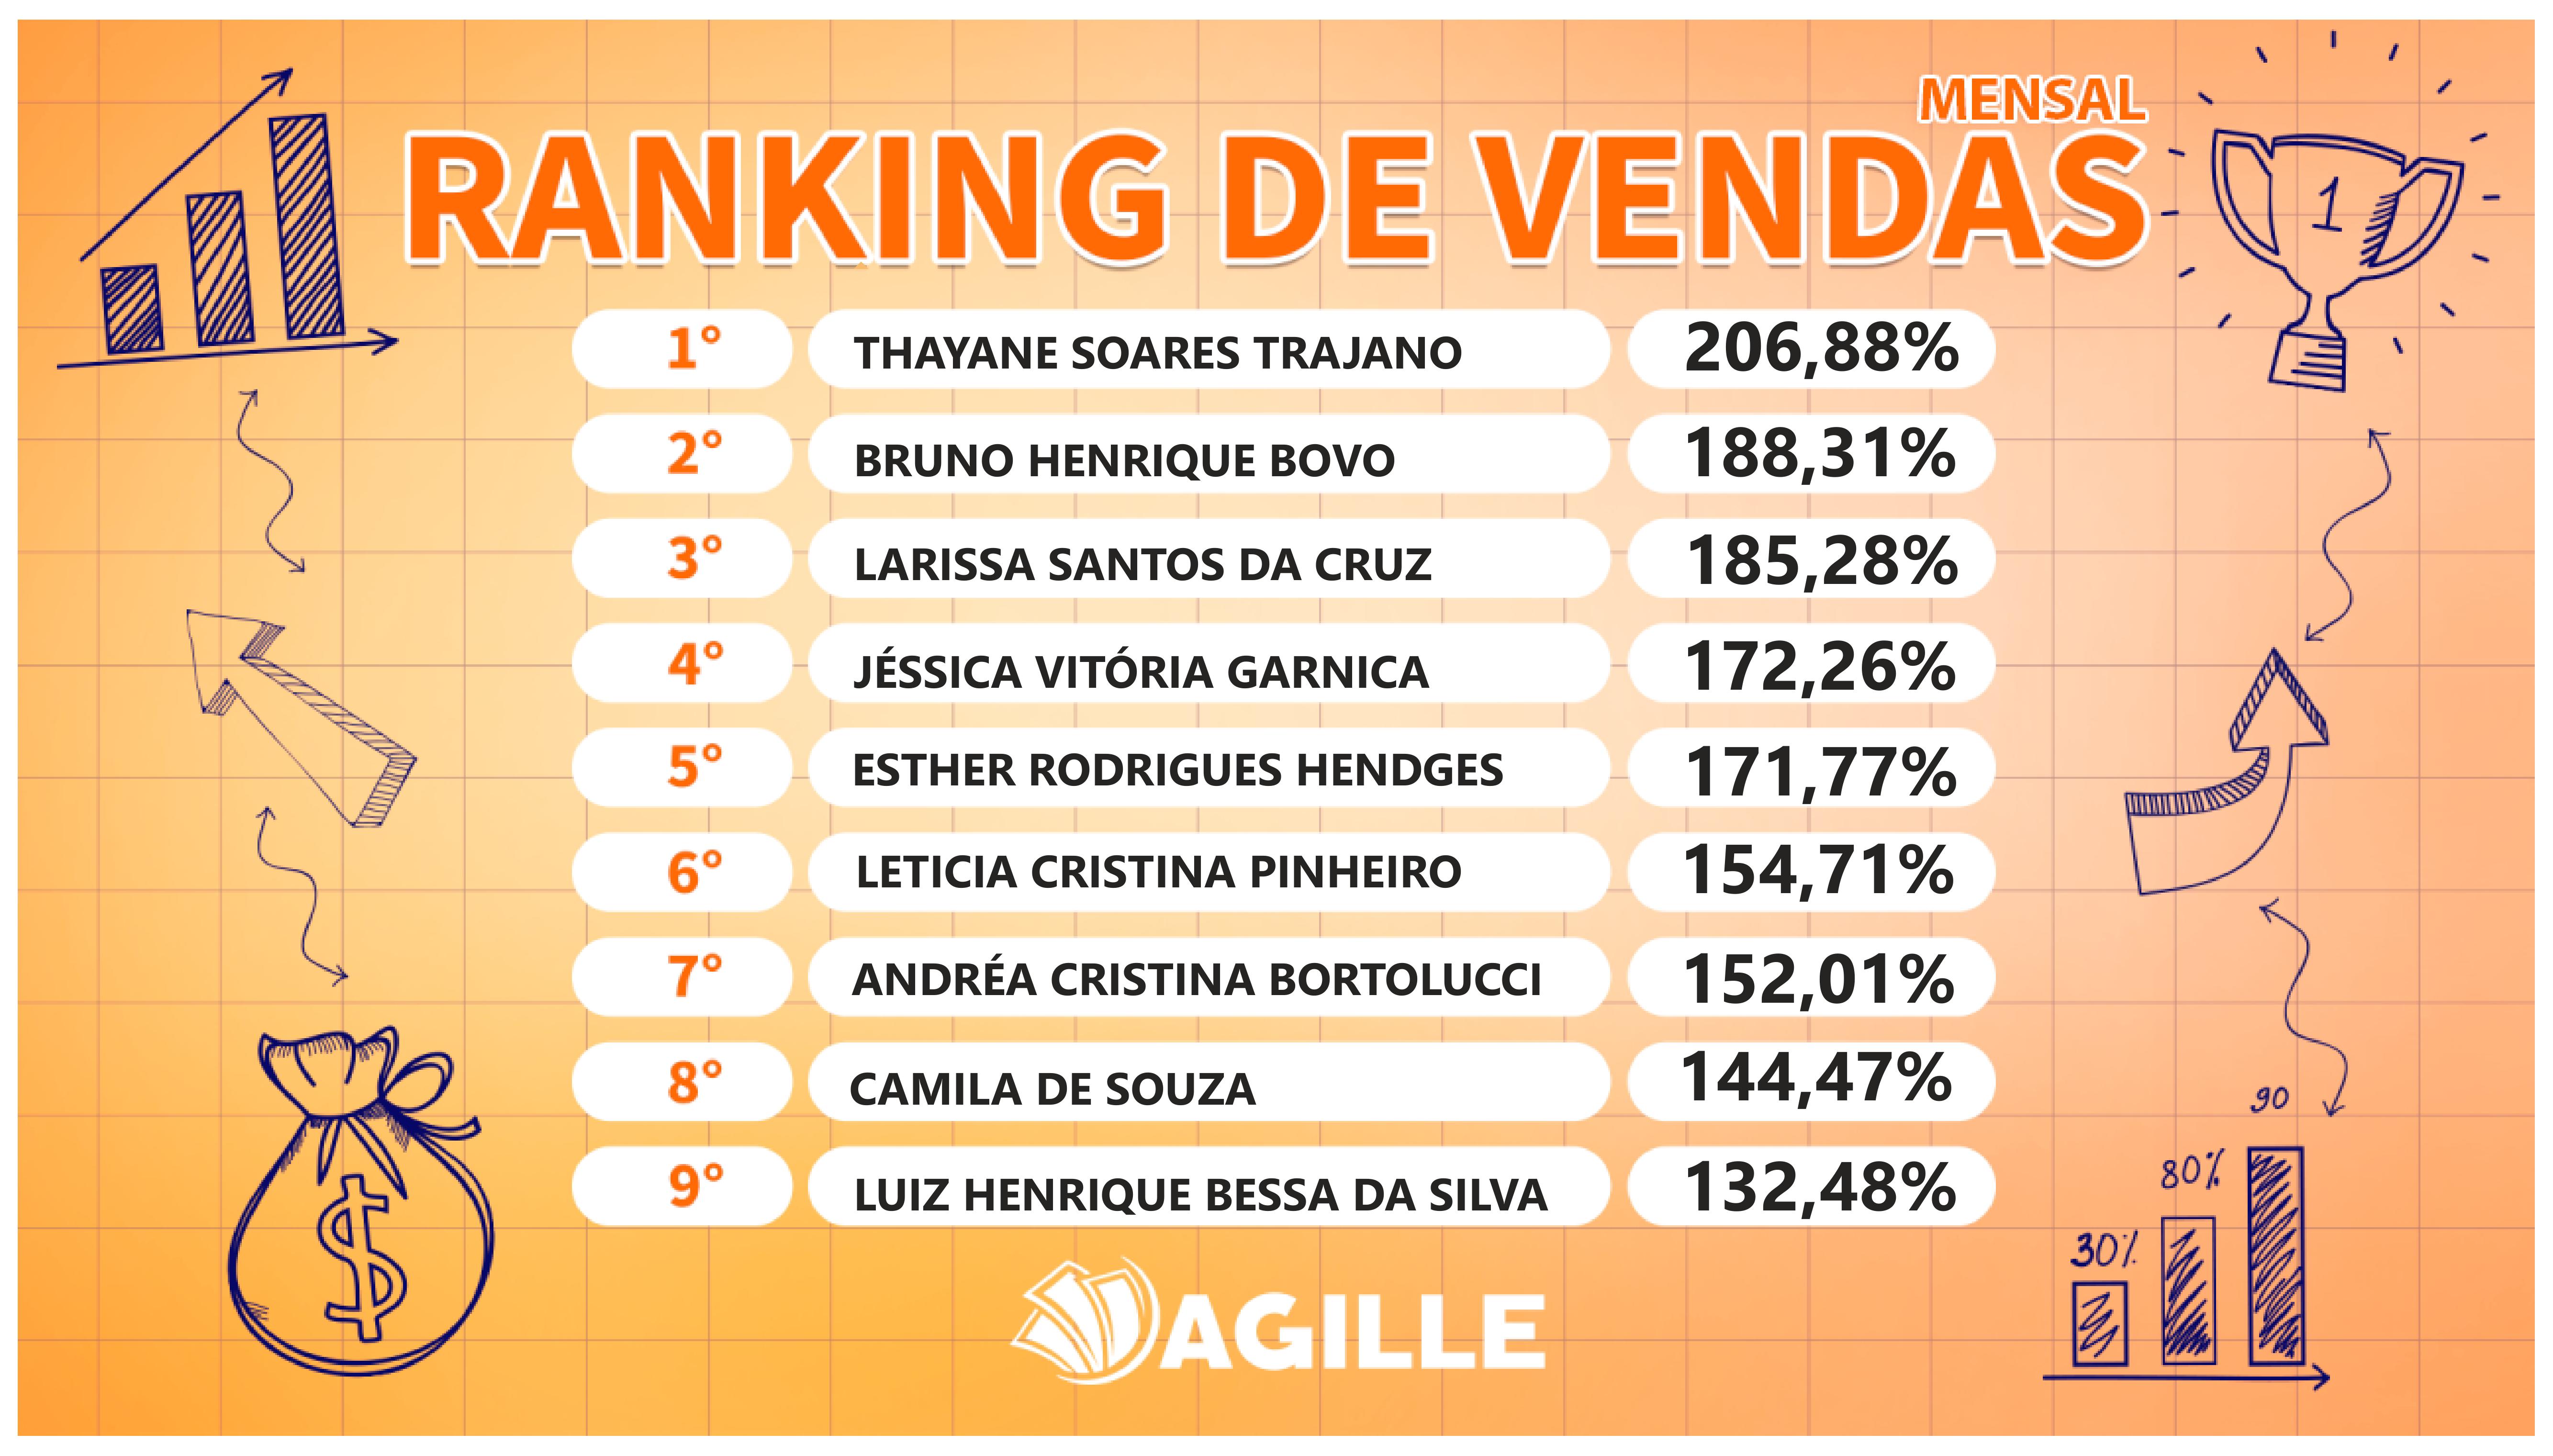 MENSAL
RANKING DE VENDAS
1
1° THAYANE SOARES TRAJANO 206,88%
2° BRUNO HENRIQUE BOVO 188,31%
3° LARISSA SANTOS DA CRUZ 185,28%
4° JÉSSICA VITÓRIA GARNICA 172,26%
5° ESTHER RODRIGUES HENDGES 171,77%
6° LETICIA CRISTINA PINHEIRO 154,71%
7° ANDRÉA CRISTINA BORTOLUCCI 152,01%
8° CAMILA DE SOUZA 144,47%
9° LUIZ HENRIQUE BESSA DA SILVA 132,48%
90
80%
30%
$
AGILLE